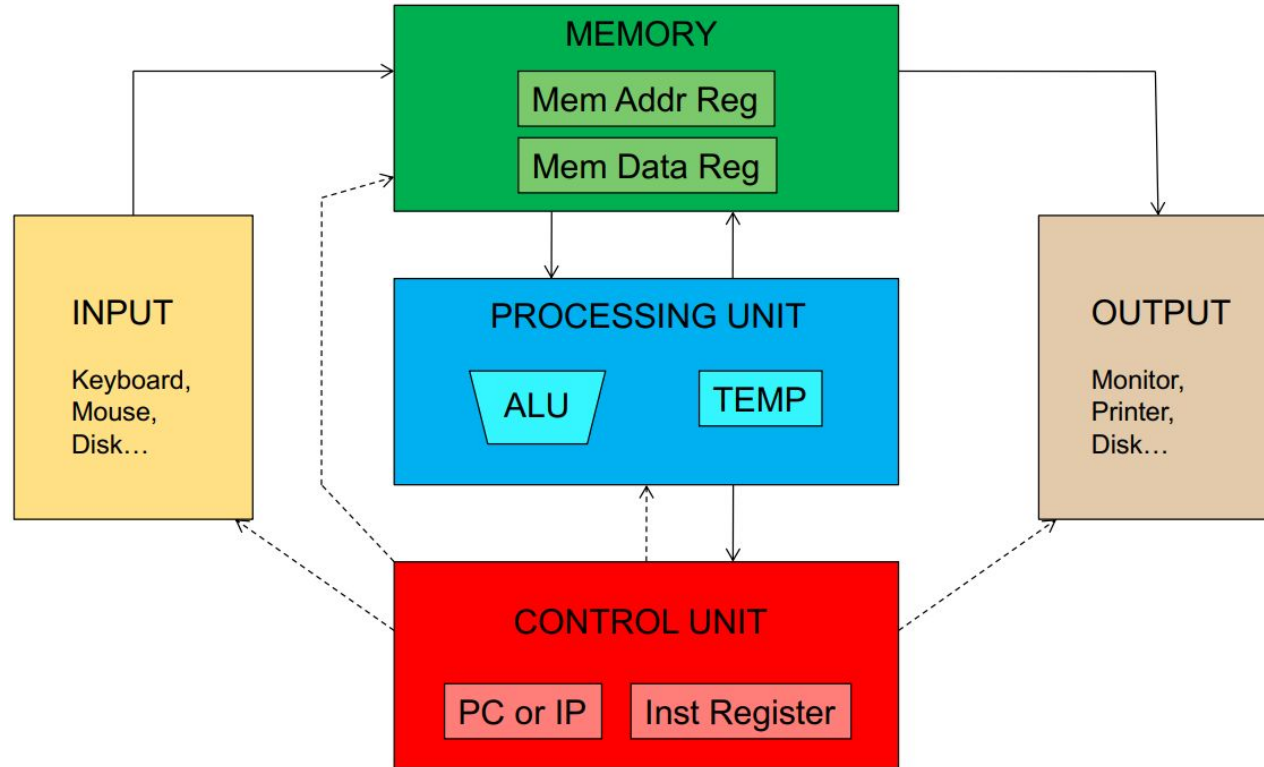 MEMORY
Mem Addr Reg
Mem Data Reg
INPUT
Keyboard,
Mouse,
Disk…
PROCESSING UNIT
ALU
TEMP
OUTPUT
Monitor,
Printer,
Disk…
CONTROL UNIT
PC or IP
Inst Register